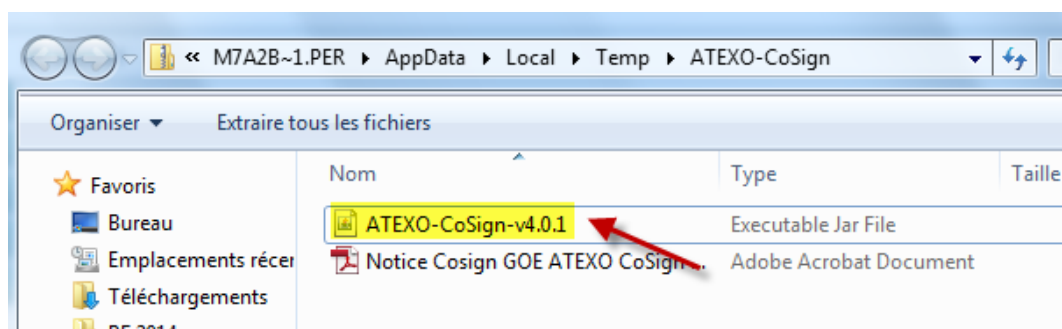 « M7A2B~1.PER ▸ AppData ▸ Local ▸ Temp ▸ ATEXO-CoSign
Organiser ▼ Extraire tous les fichiers
Nom Type Taille
Favoris
ATEXO-CoSign-v4.0.1 Executable Jar File
Bureau
Notice Cosign GOE ATEXO CoSign Adobe Acrobat Document
Emplacements récer
Téléchargements